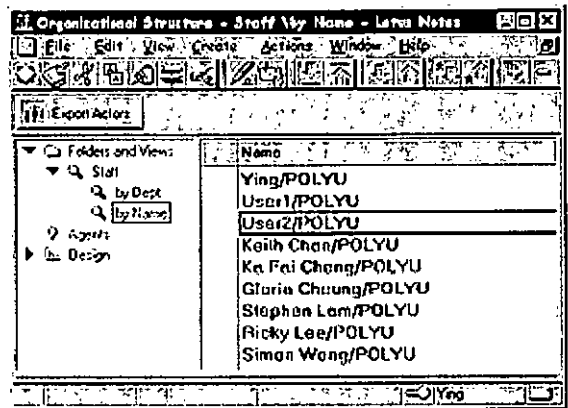 Organizational Structure - Staff \by Name - Lotus Notes
File Edit View Create Actions Window Help
Export Actors
Folders and Views
Staff
by Dept
by Name
Agents
Design
Name
Ying/POLYU
User1/POLYU
User2/POLYU
Keith Chan/POLYU
Ka Fai Chong/POLYU
Gloria Cheung/POLYU
Stephen Lam/POLYU
Ricky Lee/POLYU
Simon Wong/POLYU
Ying